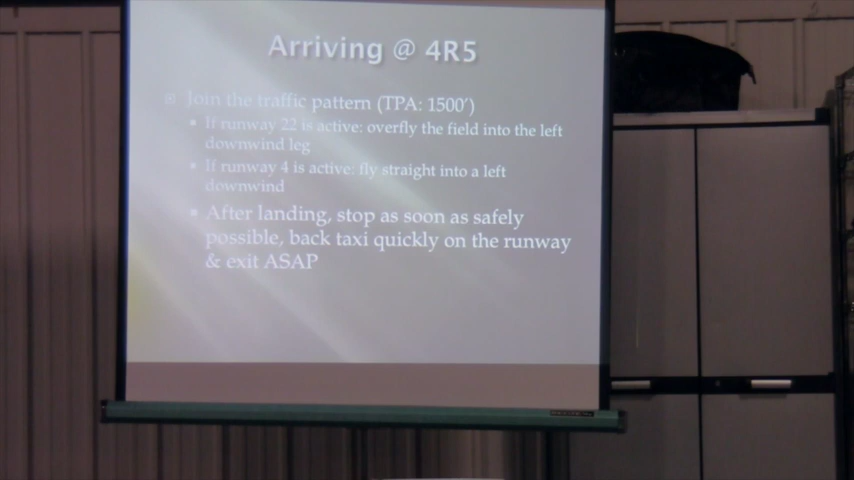 Arriving @ 4R5
Join the traffic pattern (TPA: 1500')
If runway 22 is active: overfly the field into the left
downwind leg
If runway 4 is active: fly straight into a left
downwind
After landing, stop as soon as safely
possible, back taxi quickly on the runway
& exit ASAP